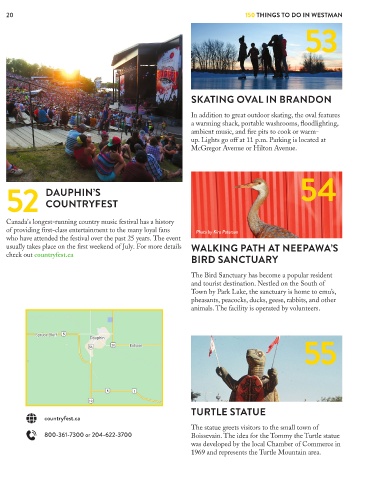 20
150 THINGS TO DO IN WESTMAN
52
DAUPHIN'S
COUNTRYFEST
Canada's longest-running country music festival has a history
of providing first-class entertainment to the many loyal fans
who have attended the festival over the past 25 years. The event
usually takes place on the first weekend of July. For more details
check out countryfest.ca
Dauphin
countryfest.ca
800-361-7300 or 204-622-3700
53
SKATING OVAL IN BRANDON
In addition to great outdoor skating, the oval features
a warming shack, portable washrooms, floodlighting,
ambient music, and fire pits to cook or warm-
up. Lights go off at 11 p.m. Parking is located at
McGregor Avenue or Hilton Avenue.
54
Photo by Ken Peterson
WALKING PATH AT NEEPAWA'S
BIRD SANCTUARY
The Bird Sanctuary has become a popular resident
and tourist destination. Nestled on the South of
Town by Park Lake, the sanctuary is home to emu's,
pheasants, peacocks, ducks, geese, rabbits, and other
animals. The facility is operated by volunteers.
55
TURTLE STATUE
The statue greets visitors to the small town of
Boissevain. The idea for the Tommy the Turtle statue
was developed by the local Chamber of Commerce in
1969 and represents the Turtle Mountain area.